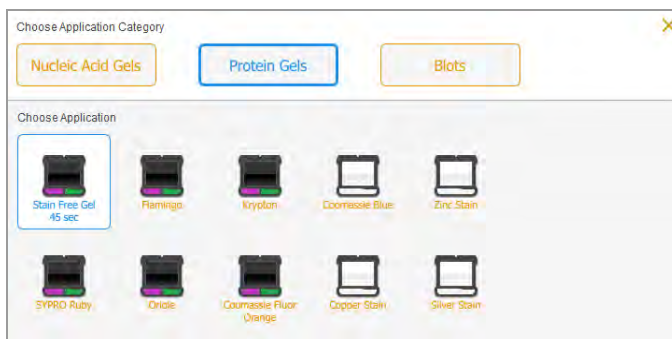 Choose Application Category
Nucleic Acid Gels Protein Gels Blots
Choose Application
Stain Free Gel
45 sec
Flamingo Krypton Coomassie Blue Zinc Stain
SYPRO Ruby Oriole Coumassie Fluor
Orange
Copper Stain Silver Stain